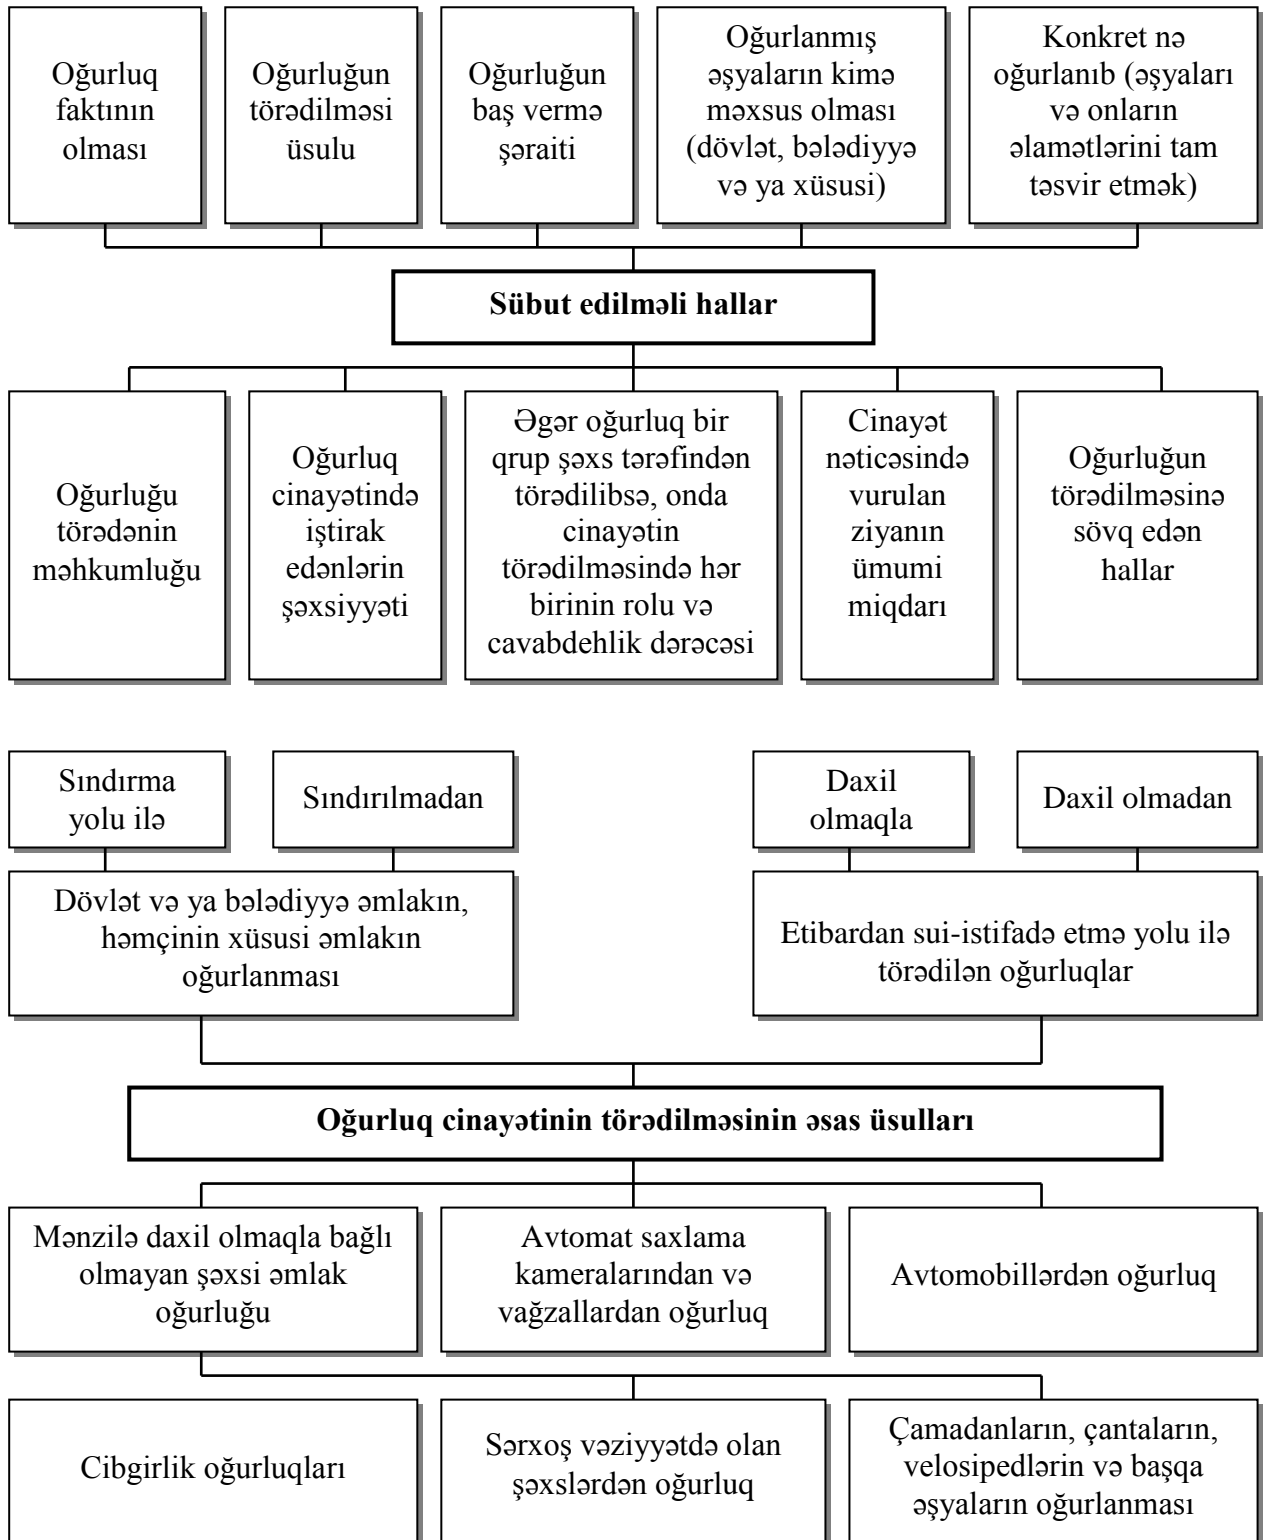 Oğurluq
faktının
olması
Oğurluğun
törədilməsi
üsulu
Oğurluğun
baş vermə
şəraiti
Oğurlanmış
əşyaların kimə
məxsus olması
(dövlət, bələdiyyə
və ya xüsusi)
Konkret nə
oğurlanıb (əşyaları
və onların
əlamətlərini tam
təsvir etmək)
Sübut edilməli hallar
Oğurluğu
törədənin
məhkumluğu
Oğurluq
cinayətində
iştirak
edənlərin
şəxsiyyəti
Əgər oğurluq bir
qrup şəxs tərəfindən
törədilibsə, onda
cinayətin
törədilməsində hər
birinin rolu və
cavabdehlik dərəcəsi
Cinayət
nəticəsində
vurulan
ziyanın
ümumi
miqdarı
Oğurluğun
törədilməsinə
sövq edən
hallar
Sındırma
yolu ilə
Sındırılmadan
Daxil
olmaqla
Daxil olmadan
Dövlət və ya bələdiyyə əmlakın,
həmçinin xüsusi əmlakın
oğurlanması
Etibardan sui-istifadə etmə yolu ilə
törədilən oğurluqlar
Oğurluq cinayətinin törədilməsinin əsas üsulları
Mənzilə daxil olmaqla bağlı
olmayan şəxsi əmlak
oğurluğu
Avtomat saxlama
kameralarından və
vağzallardan oğurluq
Avtomobillərdən oğurluq
Cibgirlik oğurluqları
Sərxoş vəziyyətdə olan
şəxslərdən oğurluq
Çamadanların, çantaların,
velosipedlərin və başqa
əşyaların oğurlanması